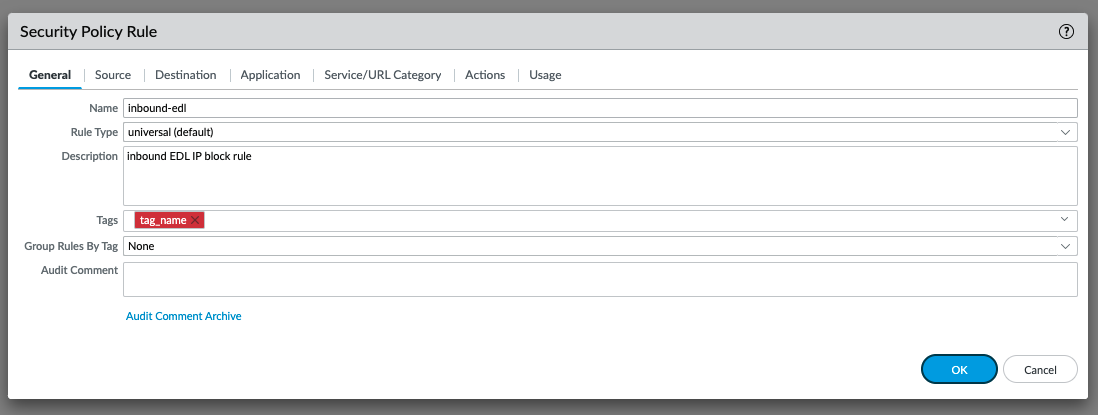 Security Policy Rule
General Source Destination Application Service/URL Category Actions Usage
Name inbound-edl
Rule Type universal (default)
Description inbound EDL IP block rule
Tags tag_name
Group Rules By Tag None
Audit Comment
Audit Comment Archive
OK Cancel